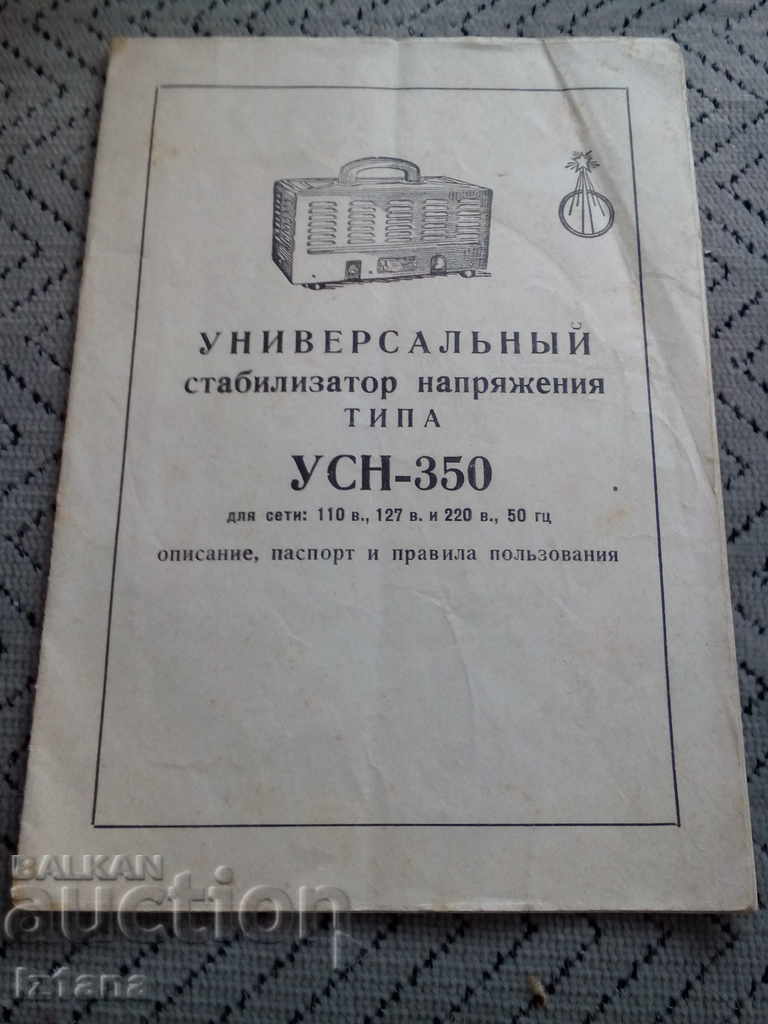 УНИВЕРСАЛЬНЫЙ
стабилизатор напряжения
ТИПА
УСН-350
для сети: 110 в., 127 в. и 220 в., 50 гц
описание, паспорт и правила пользования
BALKAN
auction
Iztana